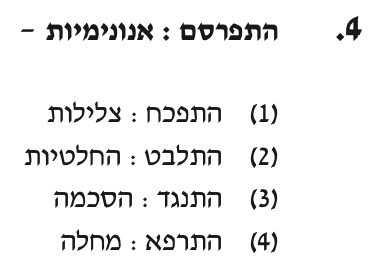 4. התפרסם : אנונימיות –
(1) התפכח : צלילות
(2) התלבט : החלטיות
(3) התנגד : הסכמה
(4) התרפא : מחלה